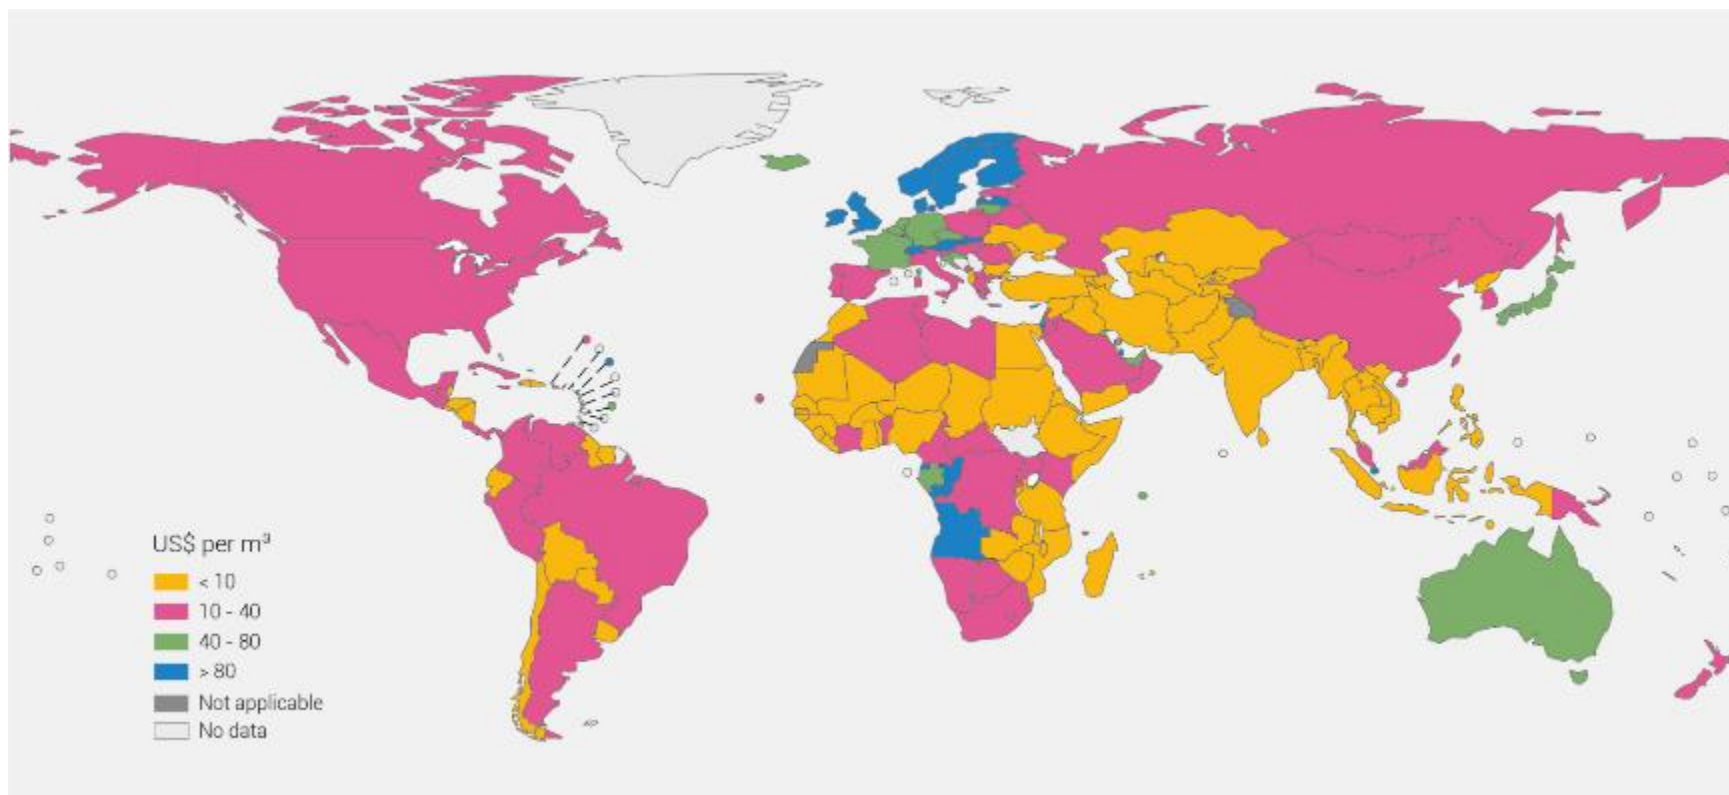 US$ per m³
< 10
10 - 40
40 - 80
> 80
Not applicable
No data